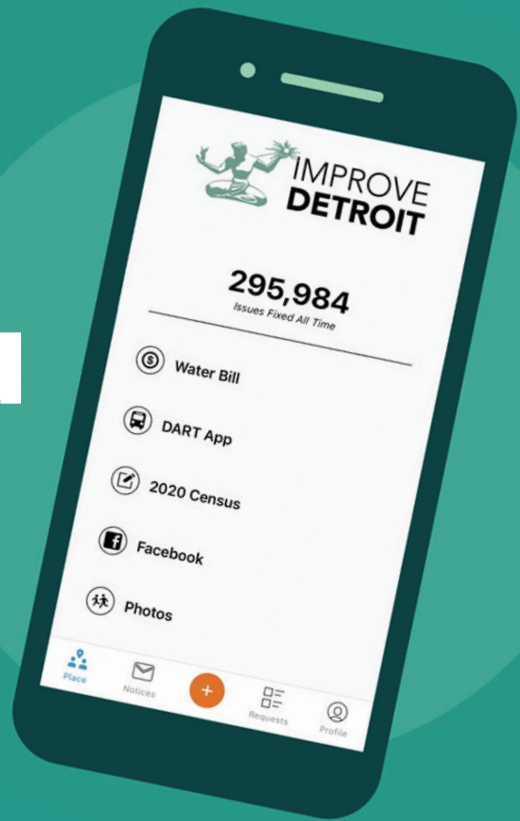 IMPROVE
DETROIT
295,984
Issues Fixed All Time
Water Bill
DART App
2020 Census
Facebook
Photos
Place
Notices
Requests
Profile